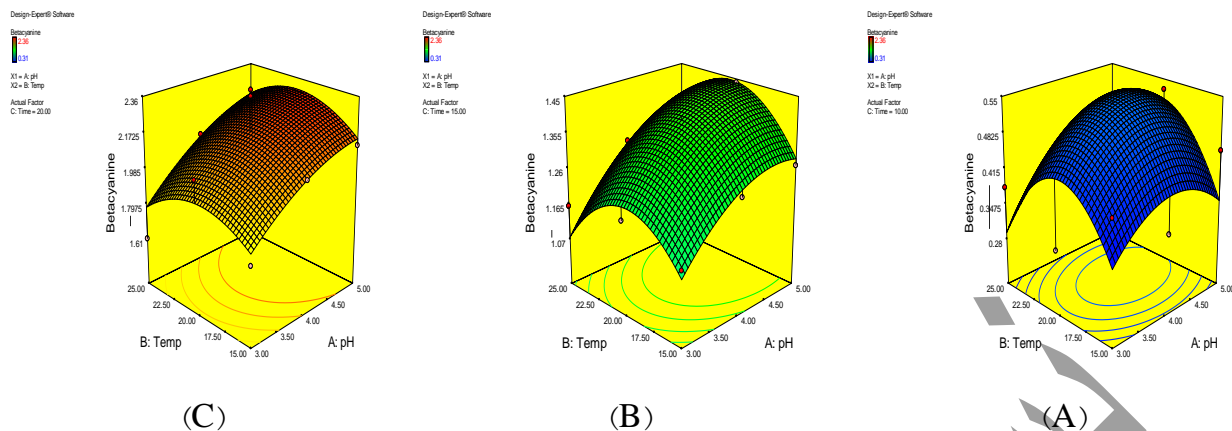 Design-Expert® Software
Betacyanine
2.36
0.31
X1 = A: pH
X2 = B: Temp
Actual Factor
C: Time = 20.00
2.36
2.1725
1.985
1.7975
1.61
Betacyanine
25.00
22.50
20.00
17.50
15.00
3.00
3.50
4.00
4.50
5.00
B: Temp
A: pH
(C)
Design-Expert® Software
Betacyanine
2.36
0.31
X1 = A: pH
X2 = B: Temp
Actual Factor
C: Time = 15.00
1.45
1.355
1.26
1.165
1.07
Betacyanine
25.00
22.50
20.00
17.50
15.00
3.00
3.50
4.00
4.50
5.00
B: Temp
A: pH
(B)
Design-Expert® Software
Betacyanine
2.36
0.31
X1 = A: pH
X2 = B: Temp
Actual Factor
C: Time = 10.00
0.55
0.4825
0.415
0.3475
0.28
Betacyanine
25.00
22.50
20.00
17.50
15.00
3.00
3.50
4.00
4.50
5.00
B: Temp
A: pH
(A)